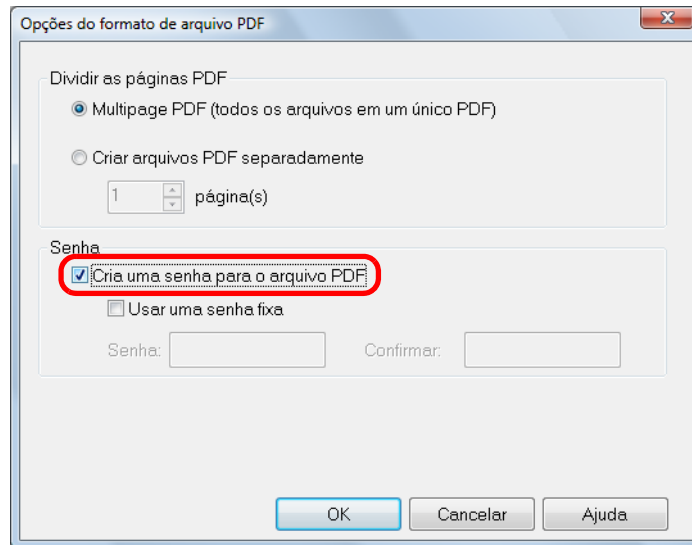 Opções do formato de arquivo PDF
Dividir as páginas PDF
Multipage PDF (todos os arquivos em um único PDF)
Criar arquivos PDF separadamente
1 página(s)
Senha
Cria uma senha para o arquivo PDF
Usar uma senha fixa
Senha: Confirmar:
OK Cancelar Ajuda